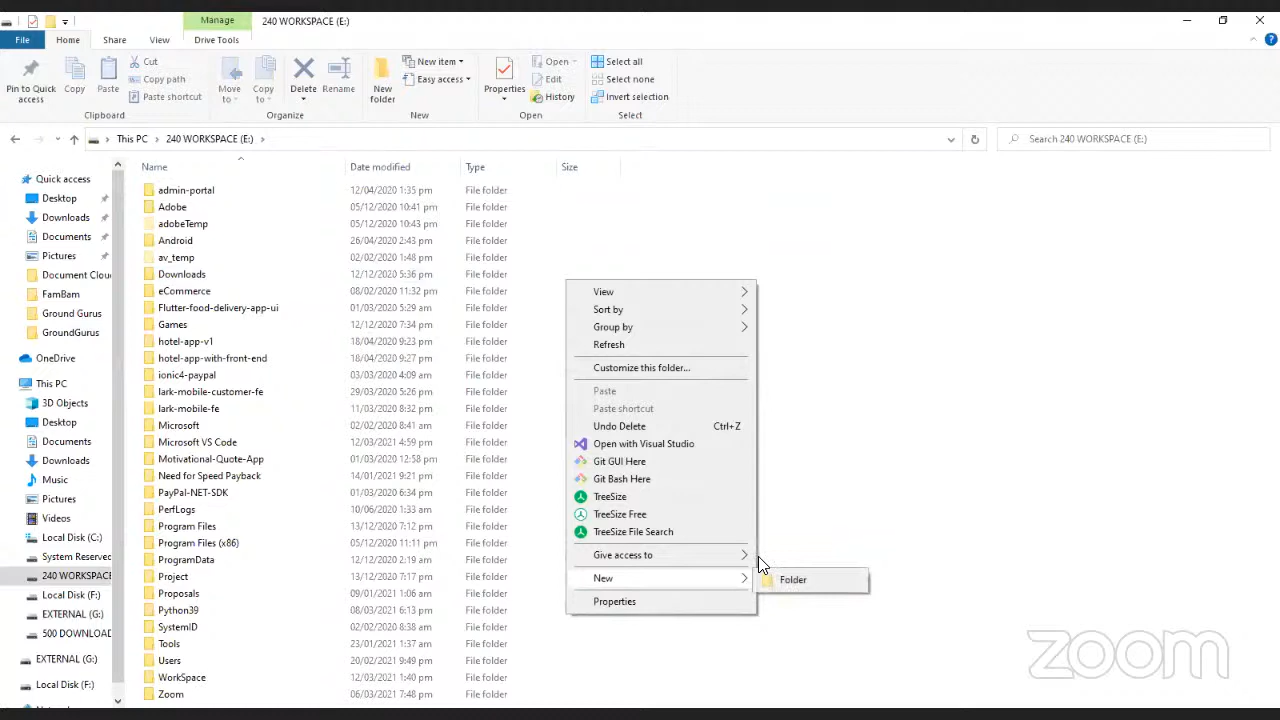 Manage 240 WORKSPACE (E:)
File Home Share View Drive Tools
Pin to Quick access
Copy
Paste
Cut
Copy path
Paste shortcut
Clipboard
Move to
Copy to
Delete
Rename
Organize
New folder
New item
Easy access
New
Properties
Open
Edit
History
Open
Select all
Select none
Invert selection
Select
This PC 240 WORKSPACE (E:)
Search 240 WORKSPACE (E:)
Quick access
Desktop
Downloads
Documents
Pictures
Document Clou
FamBam
Ground Gurus
GroundGurus
OneDrive
This PC
3D Objects
Desktop
Documents
Downloads
Music
Pictures
Videos
Local Disk (C:)
System Reserved
240 WORKSPACE
Local Disk (F:)
EXTERNAL (G:)
500 DOWNLOAD
EXTERNAL (G:)
Local Disk (F:)
Name Date modified Type Size
admin-portal 12/04/2020 1:35 pm File folder
Adobe 05/12/2020 10:41 pm File folder
adobeTemp 05/12/2020 10:43 pm File folder
Android 26/04/2020 2:43 pm File folder
av_temp 02/02/2020 1:48 pm File folder
Downloads 12/12/2020 5:36 pm File folder
eCommerce 08/02/2020 11:32 pm File folder
Flutter-food-delivery-app-ui 01/03/2020 5:29 am File folder
Games 12/12/2020 7:34 pm File folder
hotel-app-v1 18/04/2020 9:23 pm File folder
hotel-app-with-front-end 18/04/2020 9:27 pm File folder
ionic4-paypal 03/03/2020 4:09 am File folder
lark-mobile-customer-fe 29/03/2020 5:26 pm File folder
lark-mobile-fe 11/03/2020 8:32 pm File folder
Microsoft 02/02/2020 8:41 am File folder
Microsoft VS Code 12/03/2021 4:59 pm File folder
Motivational-Quote-App 01/03/2020 12:58 pm File folder
Need for Speed Payback 14/01/2021 9:21 pm File folder
PayPal-NET-SDK 01/03/2020 6:34 pm File folder
PerfLogs 10/06/2020 1:33 am File folder
Program Files 13/12/2020 7:12 pm File folder
Program Files (x86) 05/12/2020 11:11 pm File folder
ProgramData 12/12/2020 2:19 am File folder
Project 13/12/2020 7:17 pm File folder
Proposals 09/01/2021 1:06 am File folder
Python39 08/03/2021 6:13 pm File folder
SystemID 02/02/2020 8:38 am File folder
Tools 23/01/2021 1:37 am File folder
Users 20/02/2021 9:49 pm File folder
WorkSpace 12/03/2021 1:40 pm File folder
Zoom 06/03/2021 7:48 pm File folder
View
Sort by
Group by
Refresh
Customize this folder...
Paste
Paste shortcut
Undo Delete Ctrl+Z
Open with Visual Studio
Git GUI Here
Git Bash Here
TreeSize
TreeSize Free
TreeSize File Search
Give access to
New
Properties
Folder
zoom